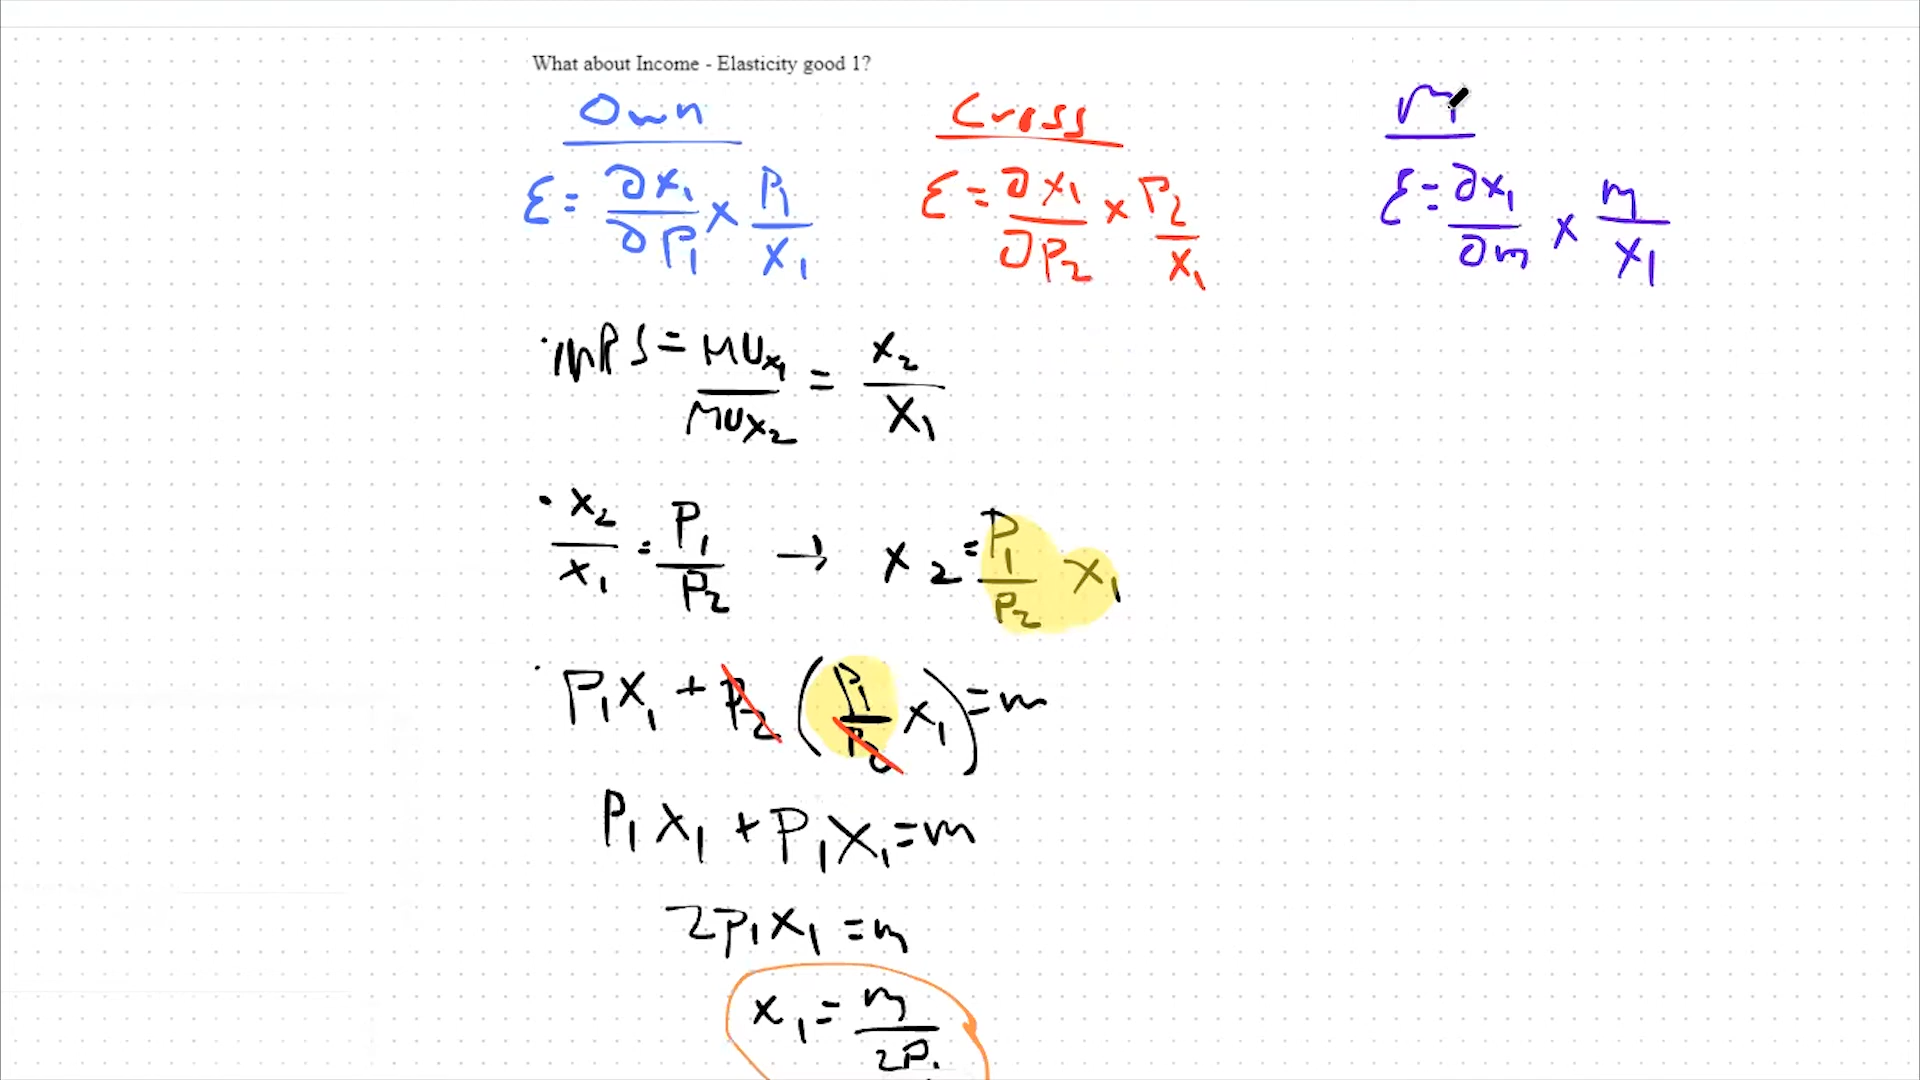 What about Income - Elasticity good 1?
Own Cross m
ε = ∂x₁/∂P₁ × P₁/x₁ ε = ∂x₁/∂P₂ × P₂/x₁ ε = ∂x₁/∂m × m/x₁
· MRS = MUx₁/MUx₂ = x₂/x₁
· x₂/x₁ = P₁/P₂ → x₂ = P₁/P₂ x₁
· P₁x₁ + P₂ (P₁/P₂ x₁) = m
P₁x₁ + P₁x₁ = m
2P₁x₁ = m
x₁ = m/2P₁